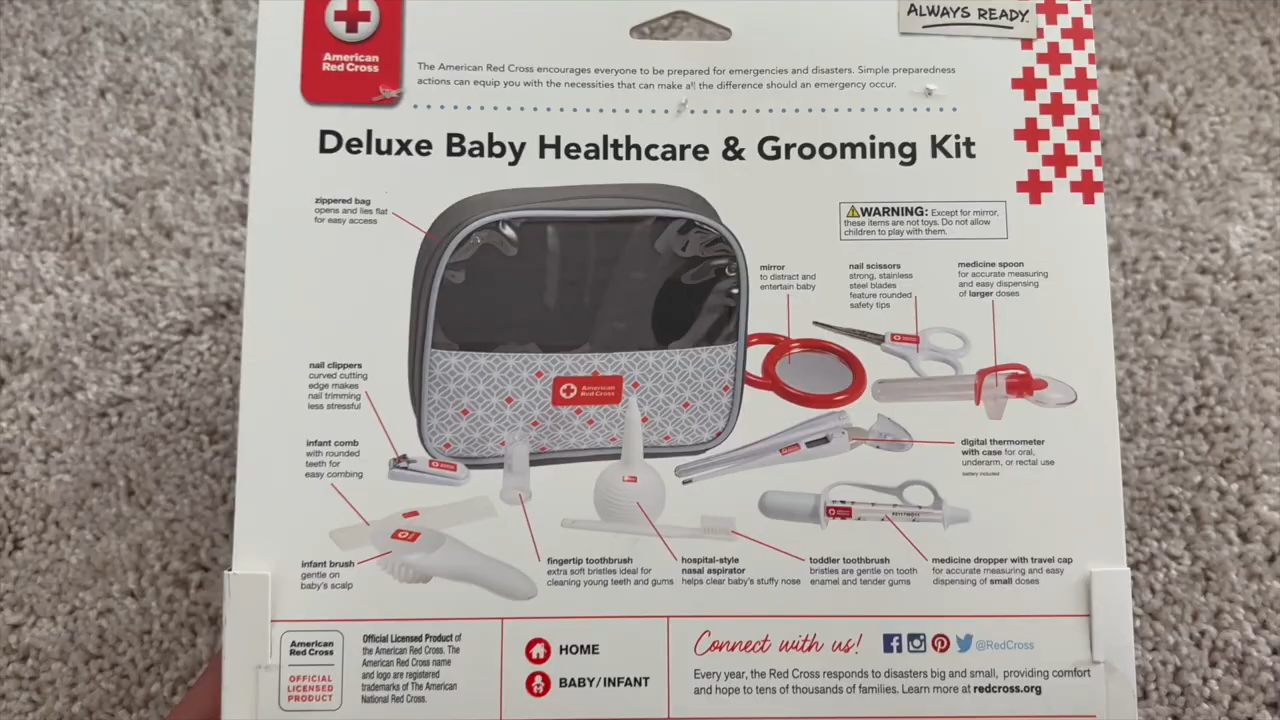 American
Red Cross
ALWAYS READY
The American Red Cross encourages everyone to be prepared for emergencies and disasters. Simple preparedness
actions can equip you with the necessities that can make all the difference should an emergency occur.
Deluxe Baby Healthcare & Grooming Kit
zippered bag
opens and lies flat
for easy access
WARNING: Except for mirror,
these items are not toys. Do not allow
children to play with them.
mirror
to distract and
entertain baby
nail scissors
strong, stainless
steel blades
feature rounded
safety tips
medicine spoon
for accurate measuring
and easy dispensing
of larger doses
nail clippers
curved cutting
edge makes
nail trimming
less stressful
American
Red Cross
infant comb
with rounded
teeth for
easy combing
digital thermometer
with case for oral,
underarm, or rectal use
battery included
infant brush
gentle on
baby's scalp
fingertip toothbrush
extra soft bristles ideal for
cleaning young teeth and gums
hospital-style
nasal aspirator
helps clear baby's stuffy nose
toddler toothbrush
bristles are gentle on tooth
enamel and tender gums
medicine dropper with travel cap
for accurate measuring and easy
dispensing of small doses
American
Red Cross
OFFICIAL
LICENSED
PRODUCT
Official Licensed Product of
the American Red Cross. The
American Red Cross name
and logo are registered
trademarks of The American
National Red Cross.
HOME
BABY/INFANT
Connect with us!
@RedCross
Every year, the Red Cross responds to disasters big and small, providing comfort
and hope to tens of thousands of families. Learn more at redcross.org